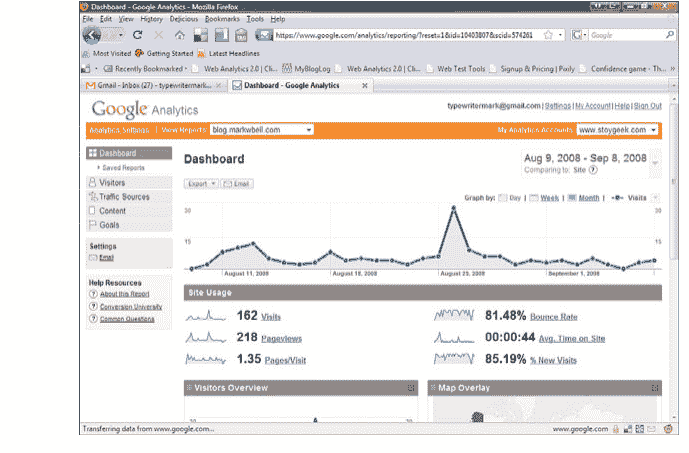 Dashboard - Google Analytics - Mozilla Firefox
File Edit View History Delicious Bookmarks Tools Help
https://www.google.com/analytics/reporting/?reset=1&id=10403807&scid=574261
Google
Most Visited Getting Started Latest Headlines
Recently Bookmarked Web Analytics 2.0 | Cli... MyBlogLog Web Analytics 2.0 | Cl... Web Test Tools Signup & Pricing | Pixily Confidence game - Th...
Gmail - Inbox (27) - typewritermark... Dashboard - Google Analytics
Google Analytics
typewritermark@gmail.com | Settings | My Account | Help | Sign Out
Analytics Settings | View Reports: blog.markwbell.com My Analytics Accounts: www.stoygeek.com
Dashboard
Saved Reports
Visitors
Traffic Sources
Content
Goals
Settings
Email
Help Resources
About this Report
Conversion University
Common Questions
Dashboard
Aug 9, 2008 - Sep 8, 2008
Comparing to: Site
Export Email
Graph by: Day Week Month Visits
30 30
15 15
August 11, 2008 August 18, 2008 August 25, 2008 September 1, 2008
Site Usage
162 Visits
81.48% Bounce Rate
218 Pageviews
00:00:44 Avg. Time on Site
1.35 Pages/Visit
85.19% % New Visits
Visitors Overview
Map Overlay
30 30
Transferring data from www.google.com...
www.google.com